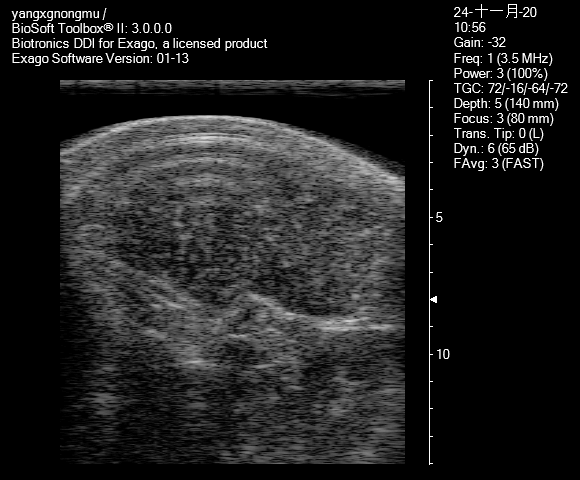 yangxgnongmu /
BioSoft Toolbox® II: 3.0.0.0
Biotronics DDI for Exago, a licensed product
Exago Software Version: 01-13
24-十一月-20
10:56
Gain: -32
Freq: 1 (3.5 MHz)
Power: 3 (100%)
TGC: 72/-16/-64/-72
Depth: 5 (140 mm)
Focus: 3 (80 mm)
Trans. Tip: 0 (L)
Dyn.: 6 (65 dB)
FAvg: 3 (FAST)
5
10